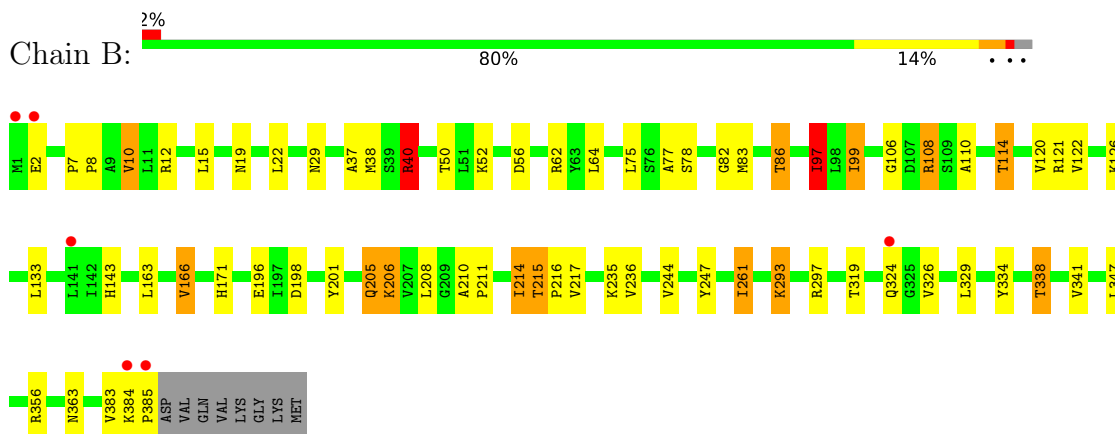 2%
Chain B:
80% 14% • • •
M1 E2 P7 P8 A9 V10 L11 R12 L15 N19 L22 N29 A37 M38 S39 R40 T50 L51 K52 D56 R62 Y63 L64 L75 S76 A77 S78 G82 M83 T86 I97 L98 I99 G106 D107 R108 S109 A110 T114 V120 R121 V122
L133 L141 I142 H143 L163 V166 H171 E196 I197 D198 Y201 Q205 K206 V207 L208 G209 A210 P211 I214 T215 P216 V217 K235 V236 V244 Y247 I261 K293 R297 T319 Q324 G325 V326 L329 Y334 T338 V341 L347
R356 N363 V383 K384 P385 ASP VAL GLN VAL LYS GLY LYS MET